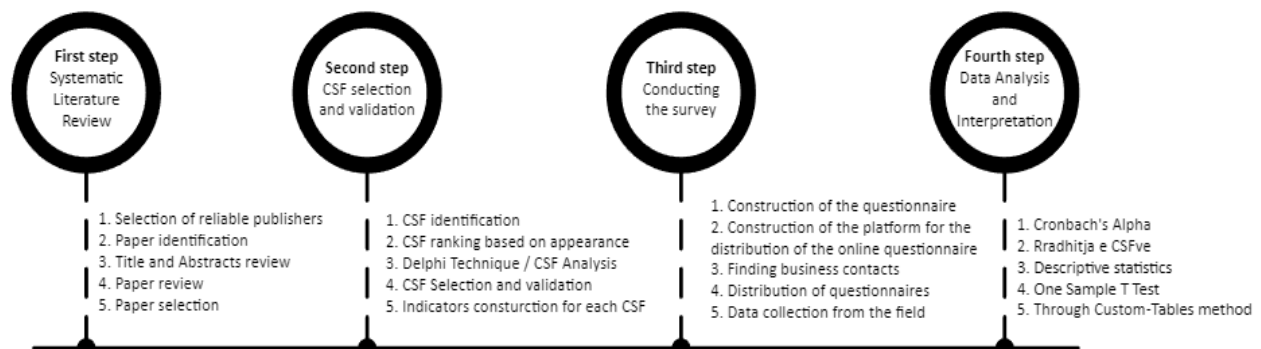 First step
Systematic
Literature
Review
1. Selection of reliable publishers
2. Paper identification
3. Title and Abstracts review
4. Paper review
5. Paper selection
Second step
CSF selection
and validation
1. CSF identification
2. CSF ranking based on appearance
3. Delphi Technique / CSF Analysis
4. CSF Selection and validation
5. Indicators consturction for each CSF
Third step
Conducting
the survey
1. Construction of the questionnaire
2. Construction of the platform for the
distribution of the online questionnaire
3. Finding business contacts
4. Distribution of questionnaires
5. Data collection from the field
Fourth step
Data Analysis
and
Interpretation
1. Cronbach's Alpha
2. Rradhitja e CSFve
3. Descriptive statistics
4. One Sample T Test
5. Through Custom-Tables method